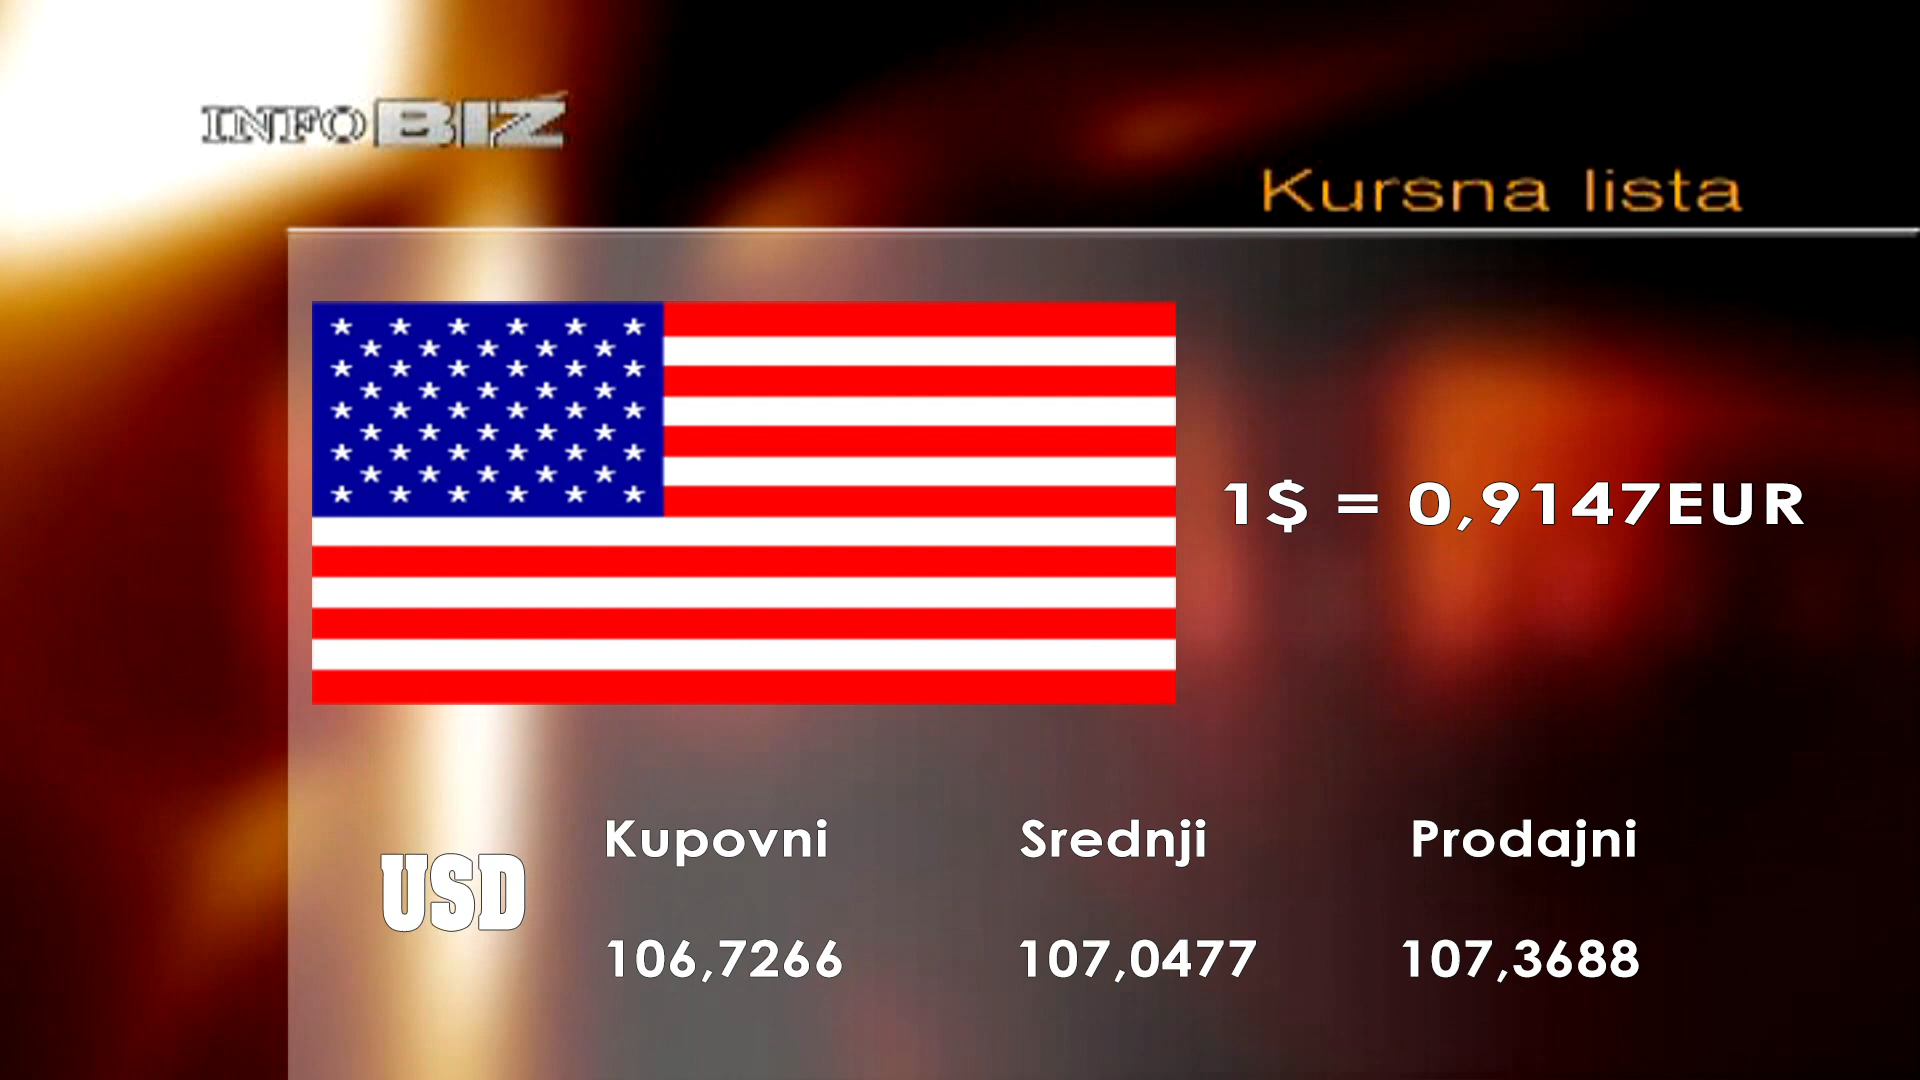 INFO BIZ
Kursna lista
1$ = 0,9147EUR
Kupovni Srednji Prodajni
USD
106,7266 107,0477 107,3688